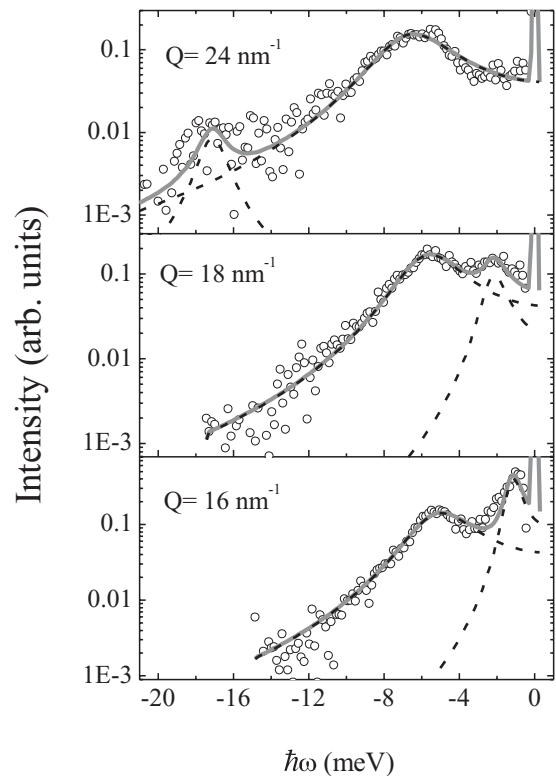 Q= 24 nm-1
0.1
0.01
1E-3
Q= 18 nm-1
0.1
0.01
1E-3
Q= 16 nm-1
0.1
0.01
1E-3
-20 -16 -12 -8 -4 0
Intensity (arb. units)
ħω (meV)